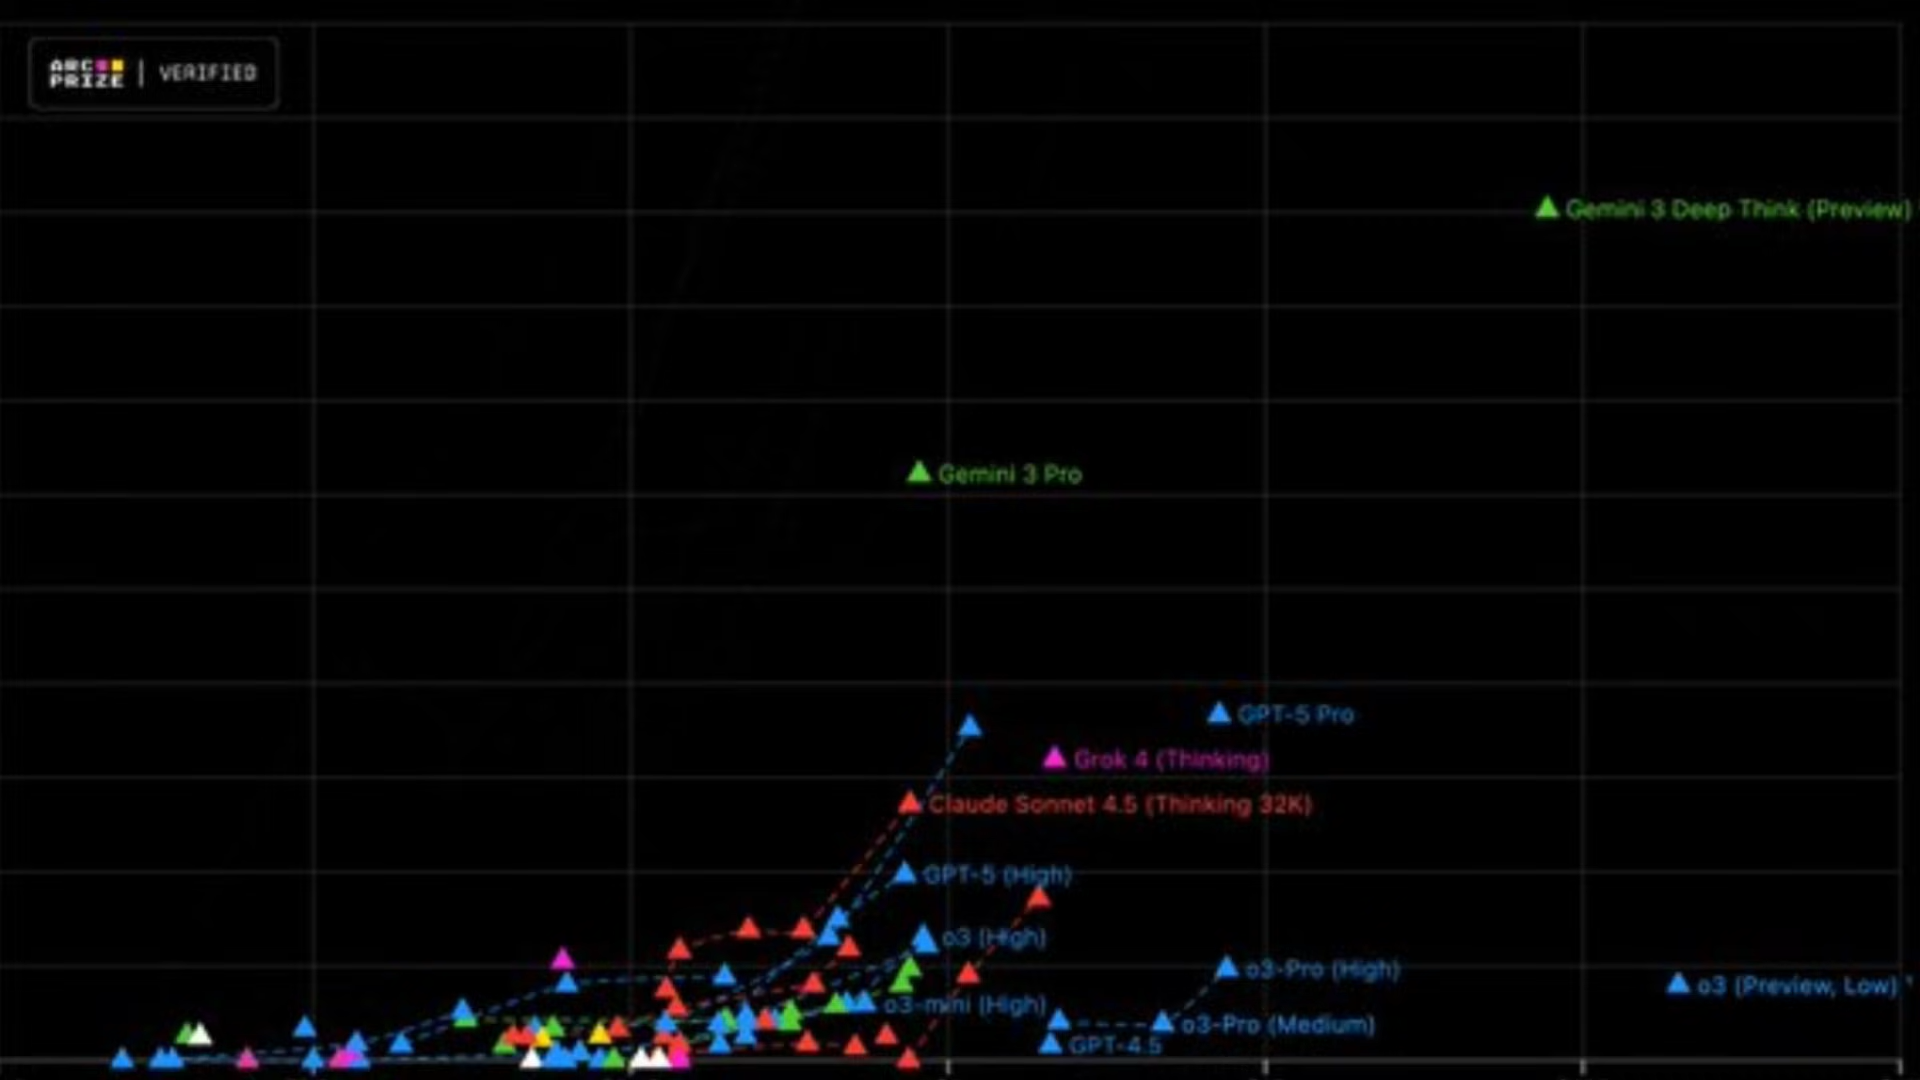 ARC PRIZE | VERIFIED
Gemini 3 Deep Think (Preview)
Gemini 3 Pro
GPT-5 Pro
Grok 4 (Thinking)
Claude Sonnet 4.5 (Thinking 32K)
GPT-5 (High)
o3 (High)
o3-Pro (High)
o3 (Preview, Low)
o3-mini (High)
o3-Pro (Medium)
GPT-4.5